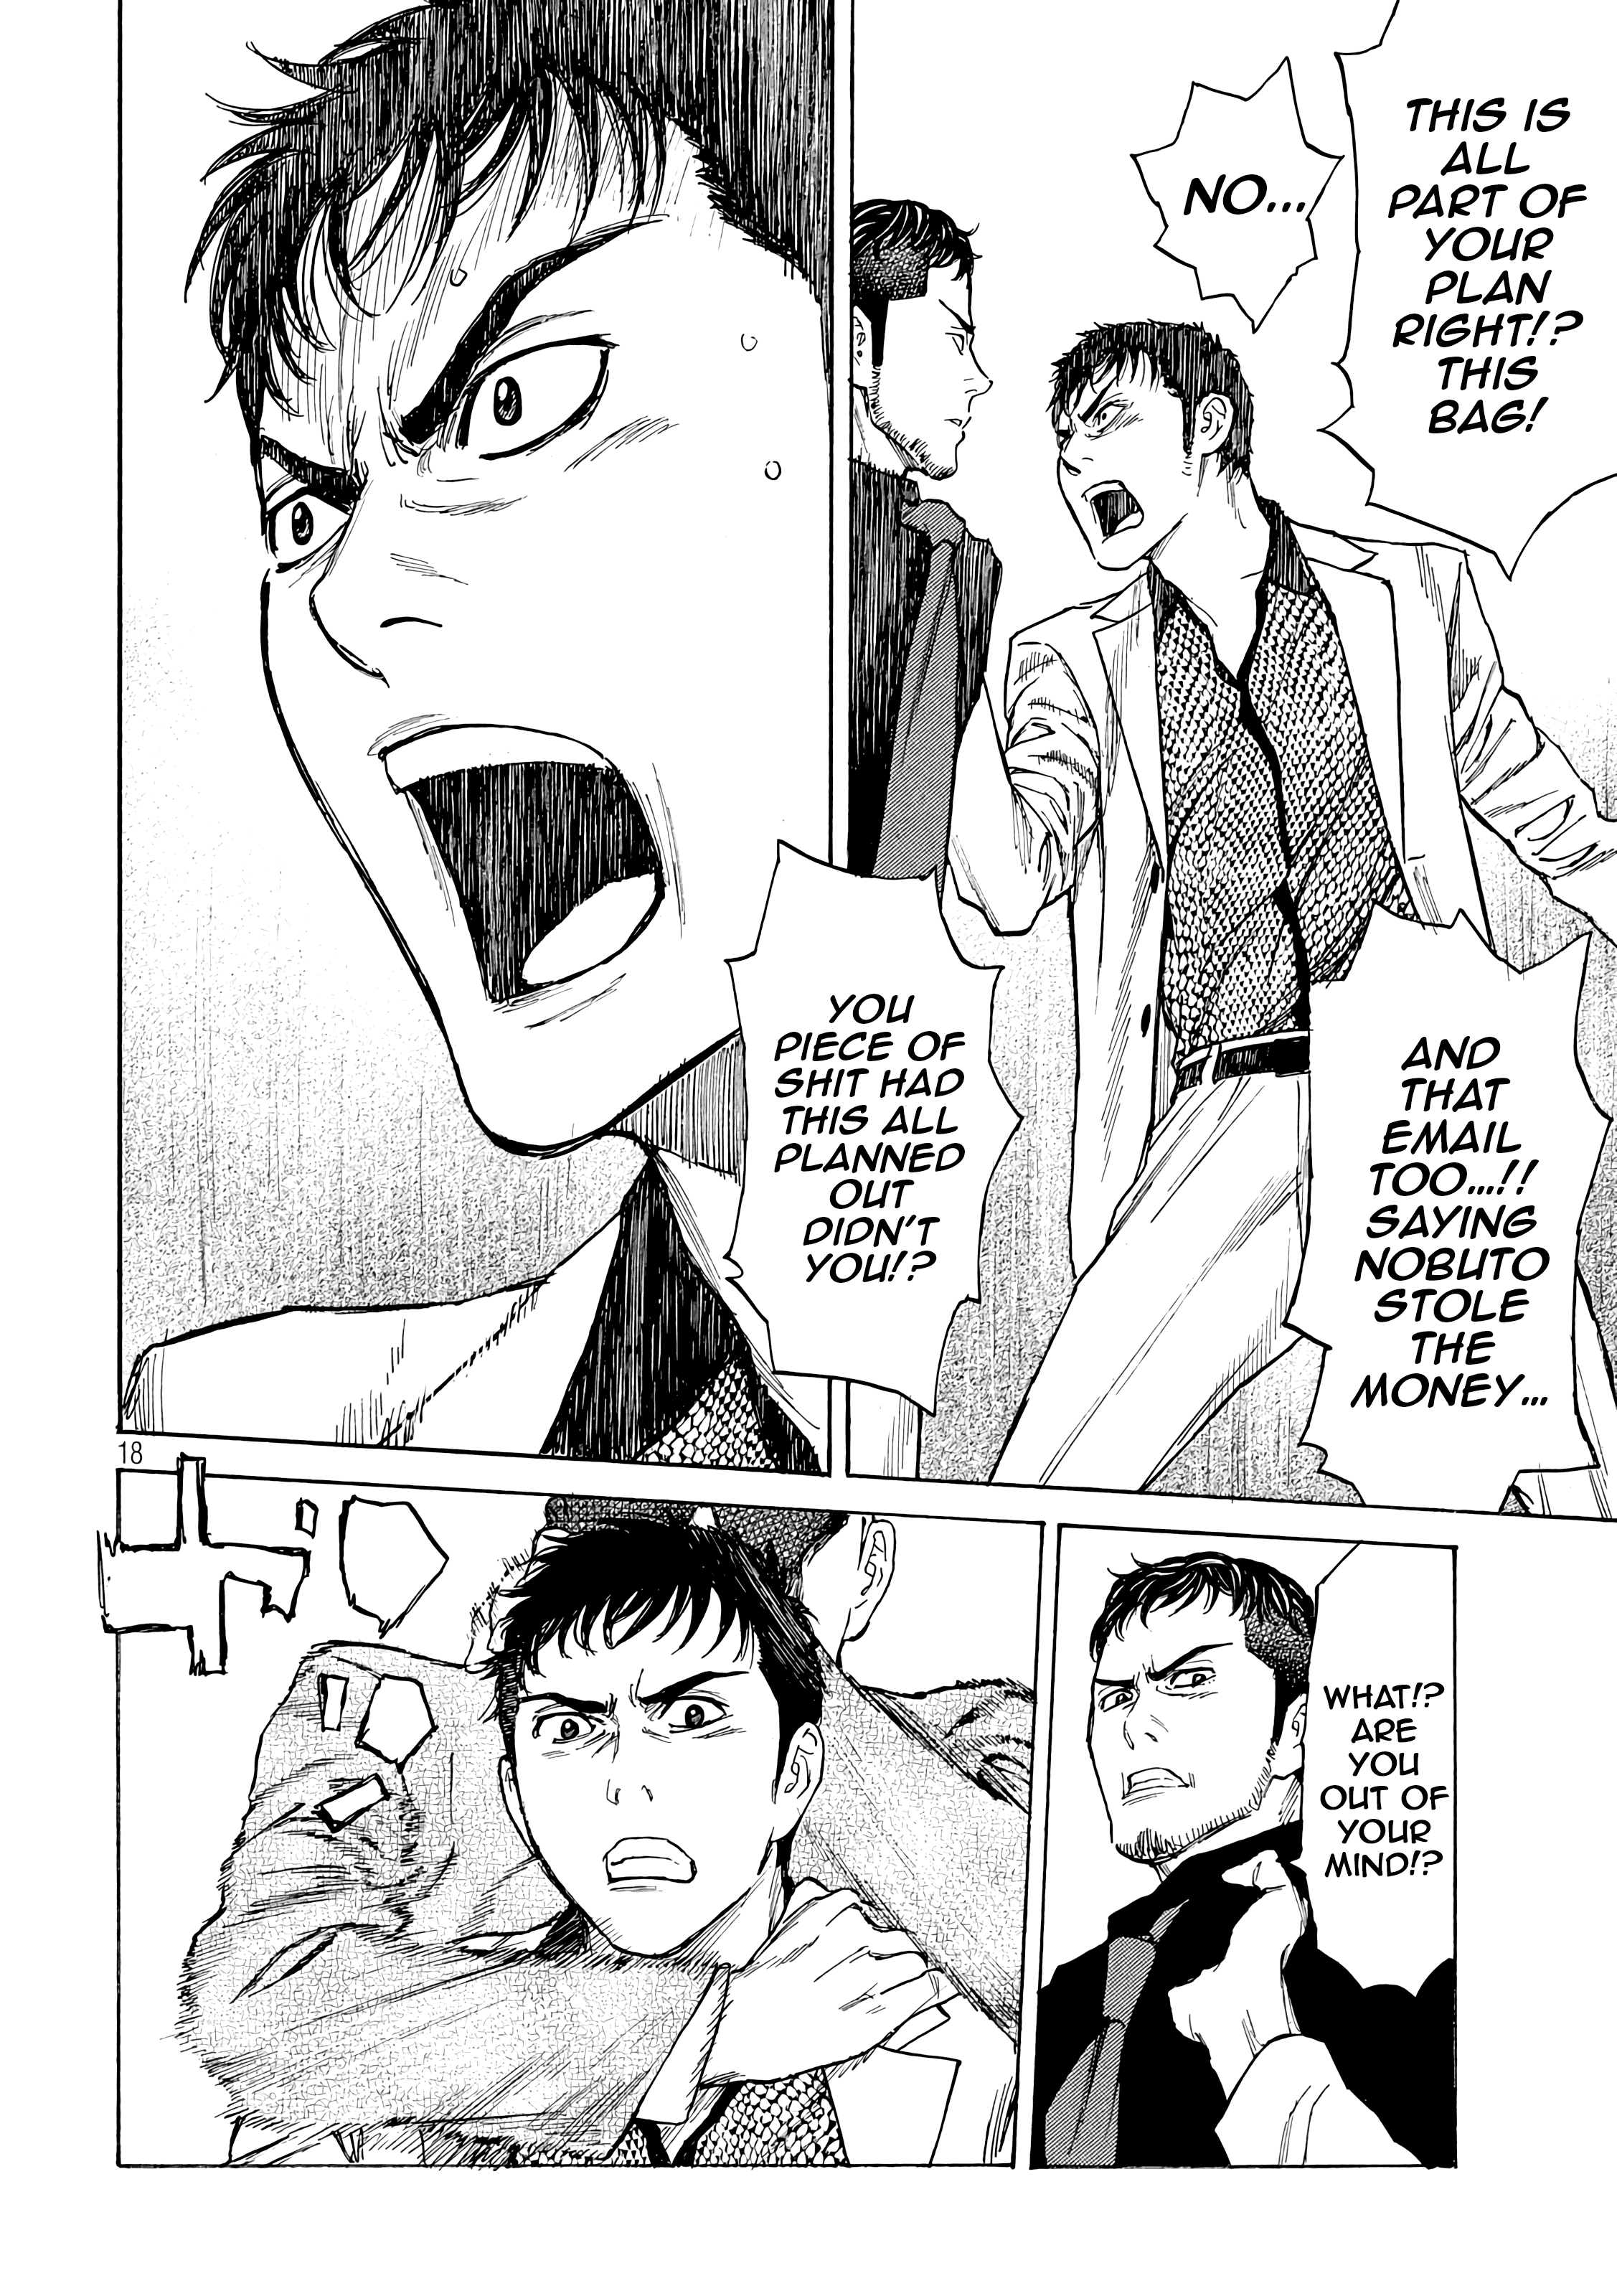 THIS IS
ALL
PART OF
YOUR
PLAN
RIGHT!?
THIS
BAG!
NO...
AND
THAT
EMAIL
TOO...!!
SAYING
NOBUTO
STOLE
THE
MONEY...
YOU
PIECE OF
SHIT HAD
THIS ALL
PLANNED
OUT
DIDN'T
YOU!?
18
WHAT!?
ARE
YOU
OUT OF
YOUR
MIND!?